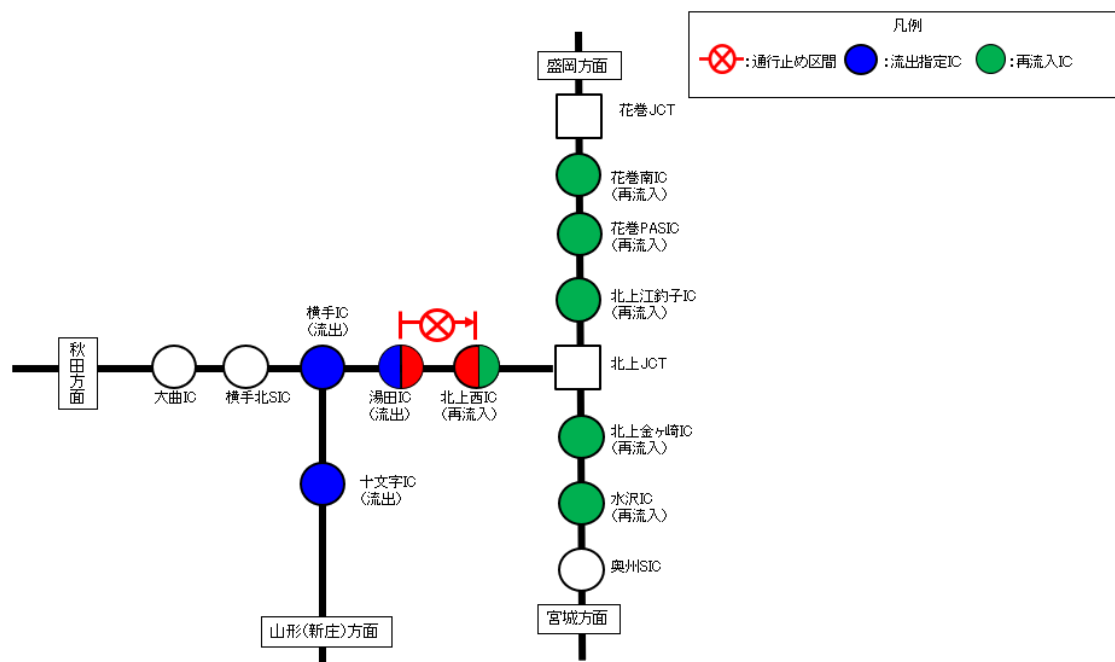 凡例
:通行止め区間 :流出指定IC :再流入IC
盛岡方面
花巻JCT
花巻南IC
(再流入)
花巻PASIC
(再流入)
北上江釣子IC
(再流入)
横手IC
(流出)
秋田方面
大曲IC
横手北SIC
湯田IC
(流出)
北上西IC
(再流入)
北上JCT
北上金ヶ崎IC
(再流入)
十文字IC
(流出)
水沢IC
(再流入)
奥州SIC
山形(新庄)方面
宮城方面